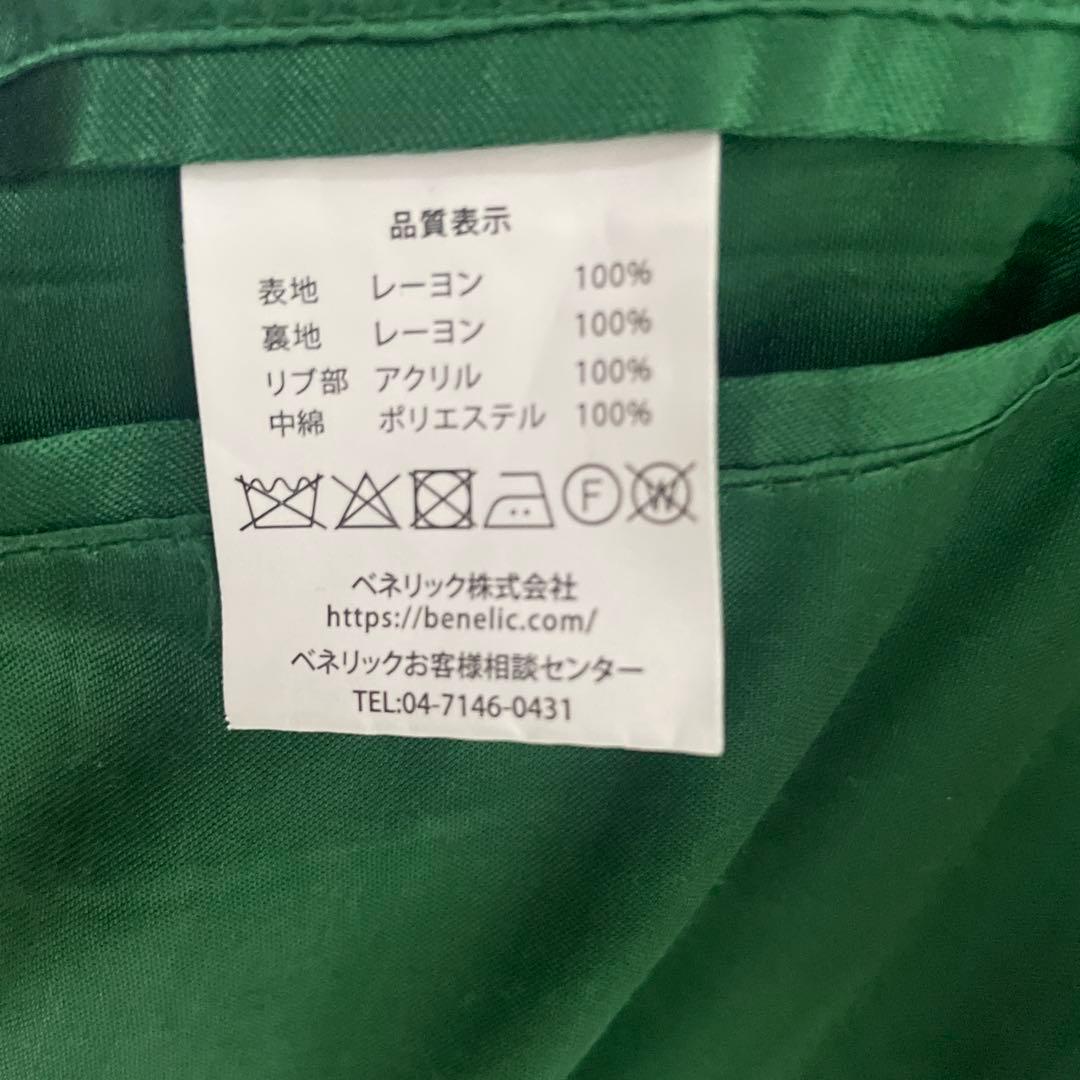 品質表示
表地 レーヨン 100%
裏地 レーヨン 100%
リブ部 アクリル 100%
中綿 ポリエステル 100%
F W
ベネリック株式会社
https://benelic.com/
ベネリックお客様相談センター
TEL:04-7146-0431